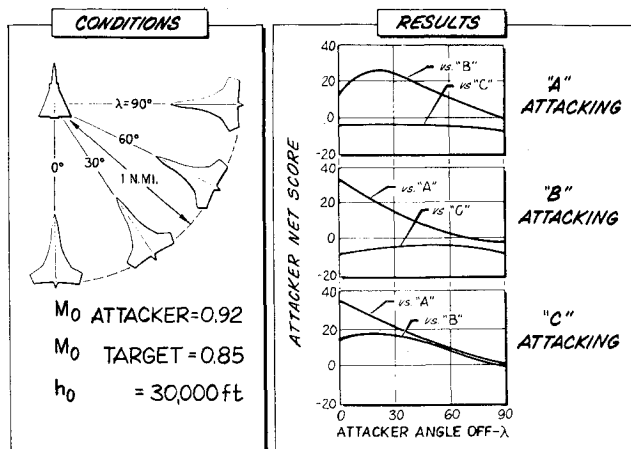 CONDITIONS
λ=90°
60°
30°
0°
1 N.MI.
M₀ ATTACKER=0.92
M₀ TARGET=0.85
h₀ =30,000 ft
RESULTS
ATTACKER NET SCORE
40
20
0
-20
vs. "B"
vs "C"
"A"
ATTACKING
40
20
0
-20
vs. "A"
vs "C"
"B"
ATTACKING
40
20
0
-20
vs. "A"
vs. "B"
"C"
ATTACKING
0 30 60 90
ATTACKER ANGLE OFF-λ